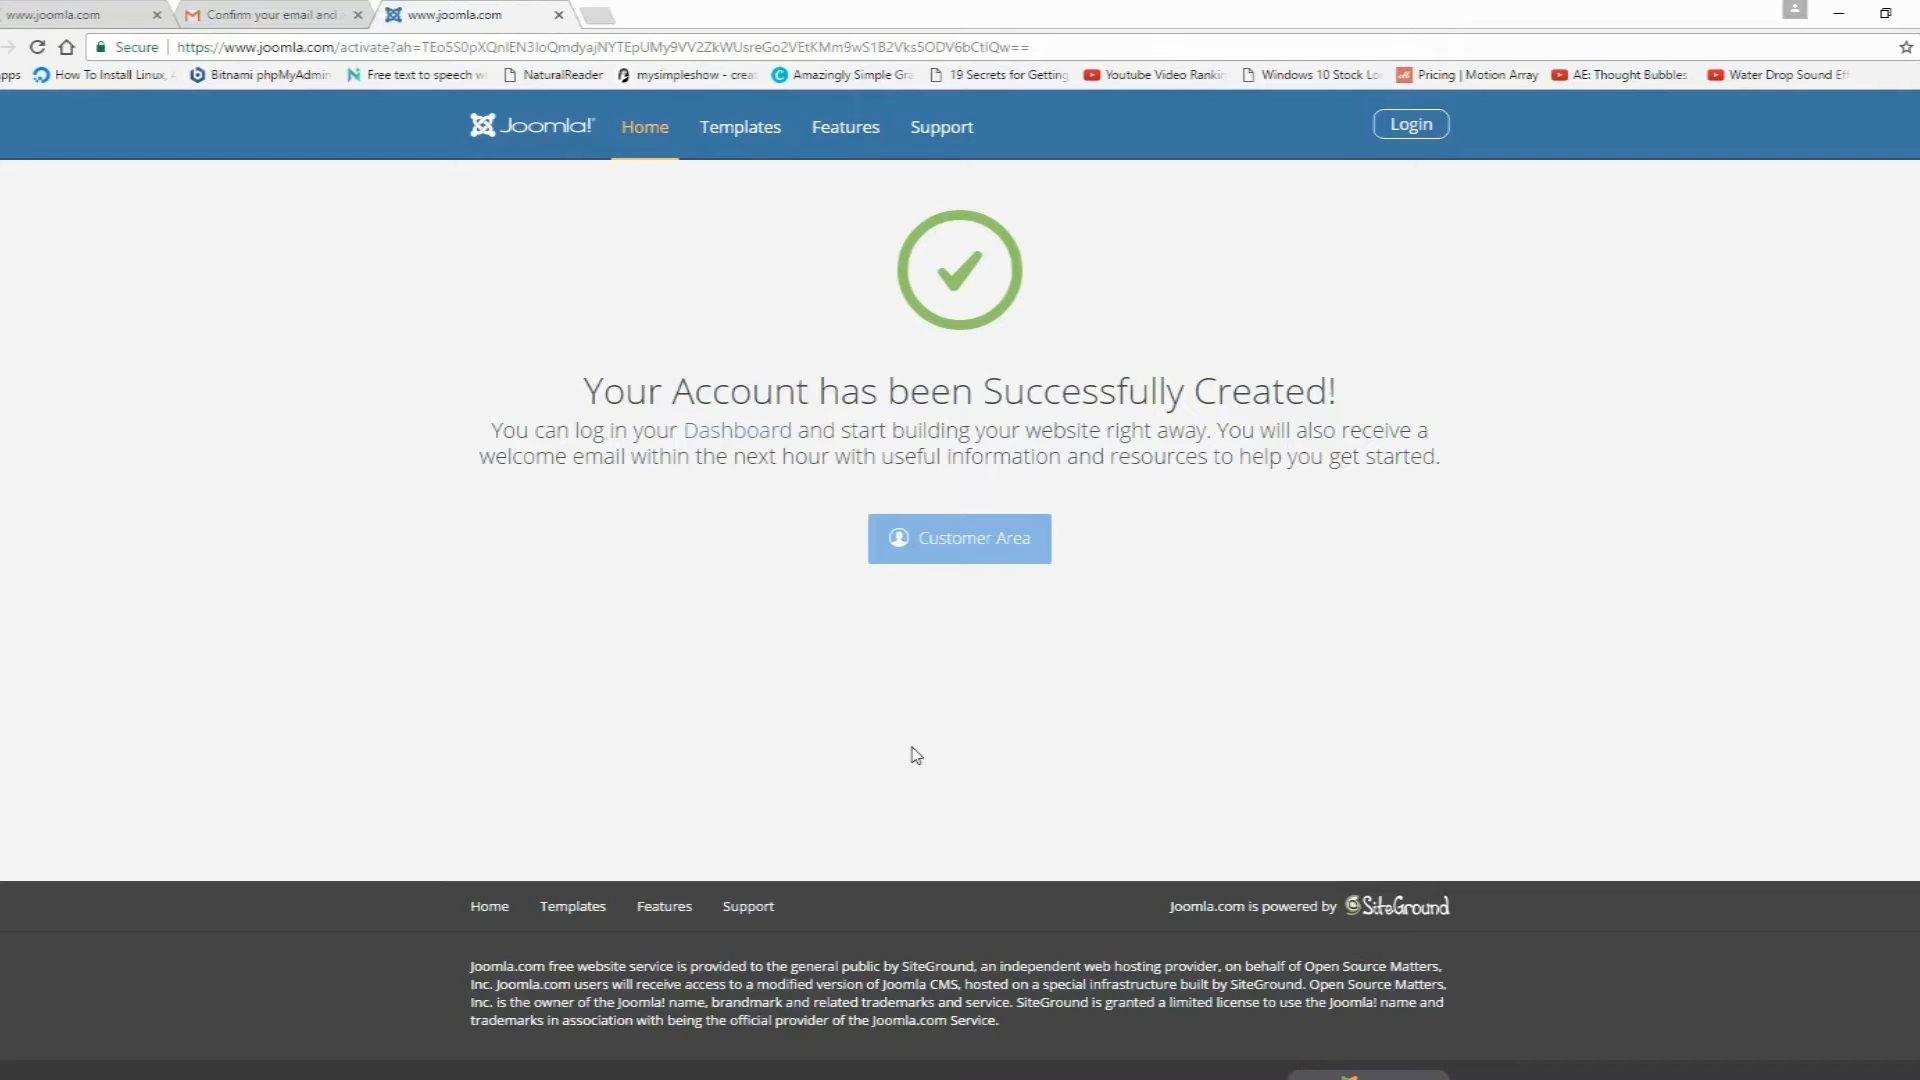 www.joomla.com
Confirm your email and
www.joomla.com
Secure
https://www.joomla.com/activate?ah=
pps
How To Install Linux,
Bitnami phpMyAdmin
Free text to speech
NaturalReader
mysimpleshow - crea
Amazingly Simple Gra
19 Secrets for Getting
Youtube Video Rankin
Windows 10 Stock Lo
Pricing | Motion Array
AE: Thought Bubbles
Water Drop Sound Eff
Joomla!
Home
Templates
Features
Support
Login
Your Account has been Successfully Created!
You can log in your Dashboard and start building your website right away. You will also receive a
welcome email within the next hour with useful information and resources to help you get started.
Customer Area
Home
Templates
Features
Support
Joomla.com is powered by SiteGround
Joomla.com free website service is provided to the general public by SiteGround, an independent web hosting provider, on behalf of Open Source Matters,
Inc. Joomla.com users will receive access to a modified version of Joomla CMS, hosted on a special infrastructure built by SiteGround. Open Source Matters,
Inc. is the owner of the Joomla! name, brandmark and related trademarks and service. SiteGround is granted a limited license to use the Joomla! name and
trademarks in association with being the official provider of the Joomla.com Service.